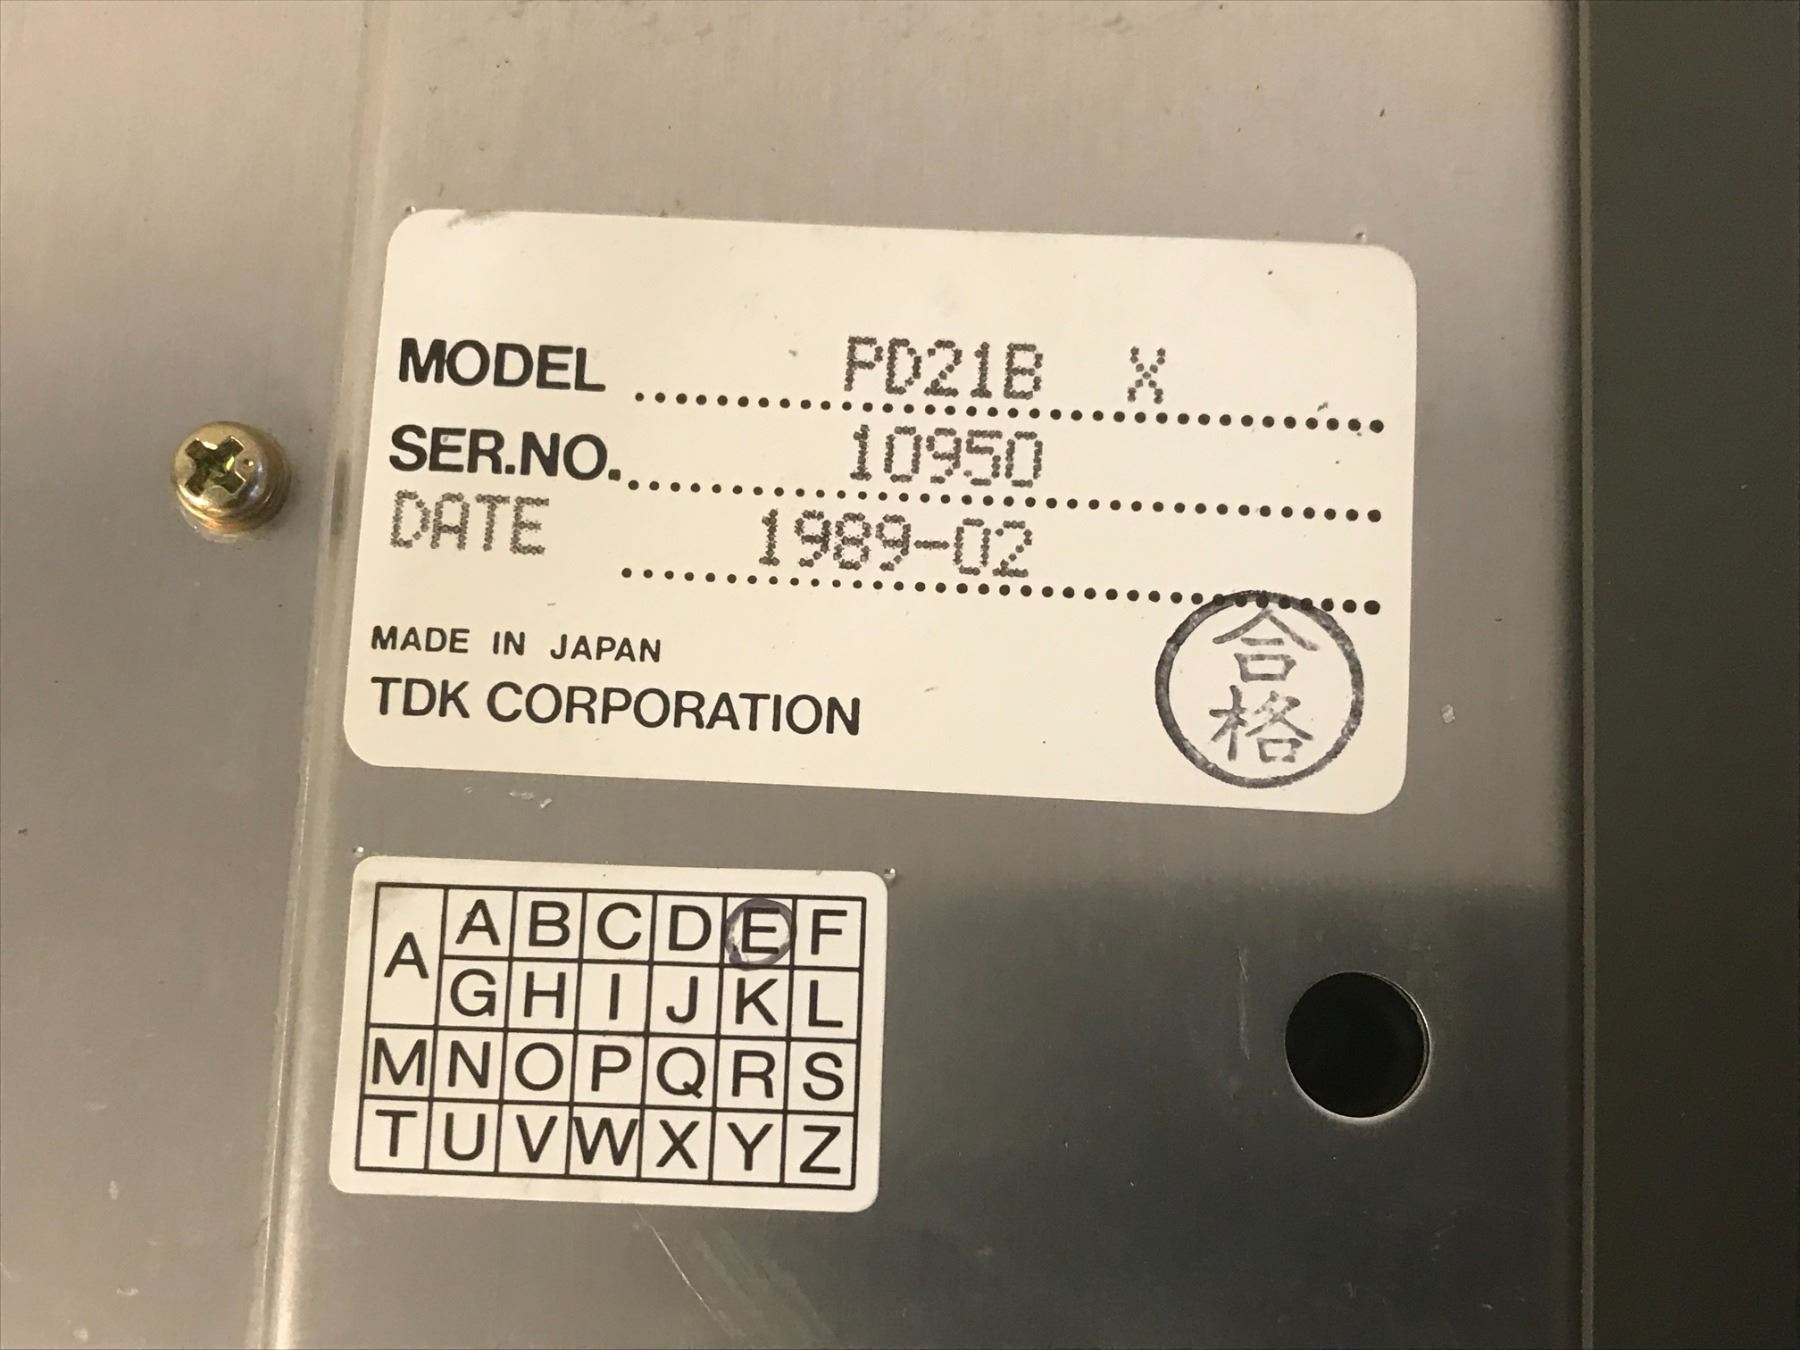 MODEL PD21B X
SER.NO. 10950
DATE 1989-02
MADE IN JAPAN
TDK CORPORATION
合格
A A B C D E F
G H I J K L
M N O P Q R S
T U V W X Y Z